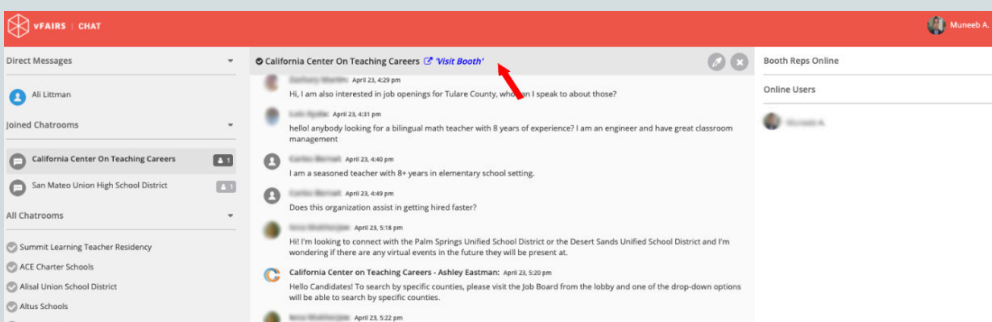 vFAIRS | CHAT
Muneeb A.
Direct Messages
Ali Littman
Joined Chatrooms
California Center On Teaching Careers
1
San Mateo Union High School District
1
All Chatrooms
Summit Learning Teacher Residency
ACE Charter Schools
Alisal Union School District
Altus Schools
California Center On Teaching Careers 'Visit Booth'
April 23, 4:29 pm
Hi, I am also interested in job openings for Tulare County, who can I speak to about those?
April 23, 4:31 pm
hello! anybody looking for a bilingual math teacher with 8 years of experience? I am an engineer and have great classroom
management
April 23, 4:40 pm
I am a seasoned teacher with 8+ years in elementary school setting.
April 23, 4:49 pm
Does this organization assist in getting hired faster?
April 23, 5:18 pm
Hi! I'm looking to connect with the Palm Springs Unified School District or the Desert Sands Unified School District and I'm
wondering if there are any virtual events in the future they will be present at.
California Center on Teaching Careers - Ashley Eastman: April 23, 5:20 pm
Hello Candidates! To search by specific counties, please visit the Job Board from the lobby and one of the drop-down options
will be able to search by specific counties.
April 23, 5:22 pm
Booth Reps Online
Online Users